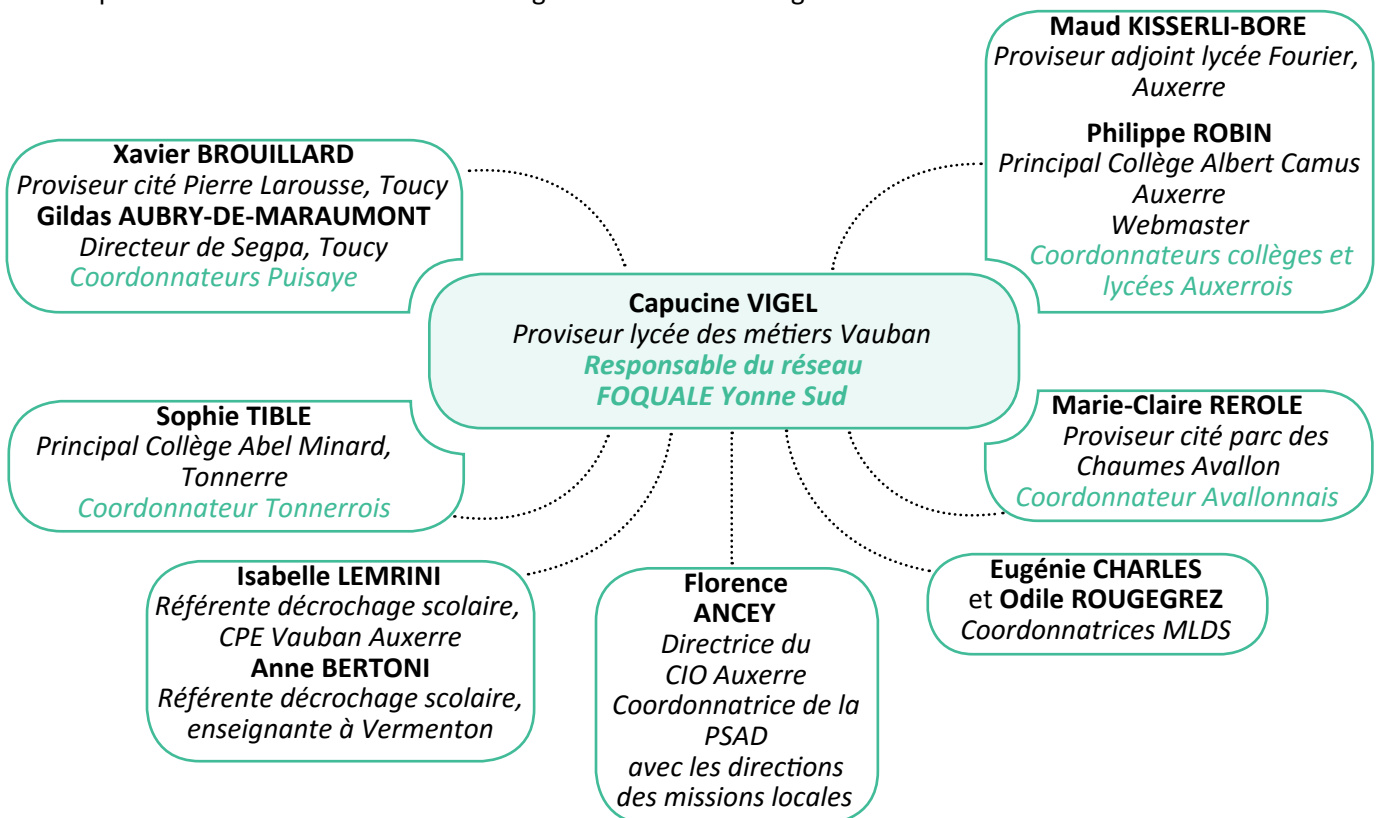 Xavier BROUILLARD
Proviseur cité Pierre Larousse, Toucy
Gildas AUBRY-DE-MARAUMONT
Directeur de Segpa, Toucy
Coordonnateurs Puisaye
Maud KISSERLI-BORE
Proviseur adjoint lycée Fourier,
Auxerre
Philippe ROBIN
Principal Collège Albert Camus
Auxerre
Webmaster
Coordonnateurs collèges et
lycées Auxerrois
Capucine VIGEL
Proviseur lycée des métiers Vauban
Responsable du réseau
FOQUALE Yonne Sud
Sophie TIBLE
Principal Collège Abel Minard,
Tonnerre
Coordonnateur Tonnerrois
Marie-Claire REROLE
Proviseur cité parc des
Chaumes Avallon
Coordonnateur Avallonnais
Isabelle LEMRINI
Référente décrochage scolaire,
CPE Vauban Auxerre
Anne BERTONI
Référente décrochage scolaire,
enseignante à Vermenton
Florence
ANCEY
Directrice du
CIO Auxerre
Coordonnatrice de la
PSAD
avec les directions
des missions locales
Eugénie CHARLES
et Odile ROUGEGREZ
Coordonnatrices MLDS